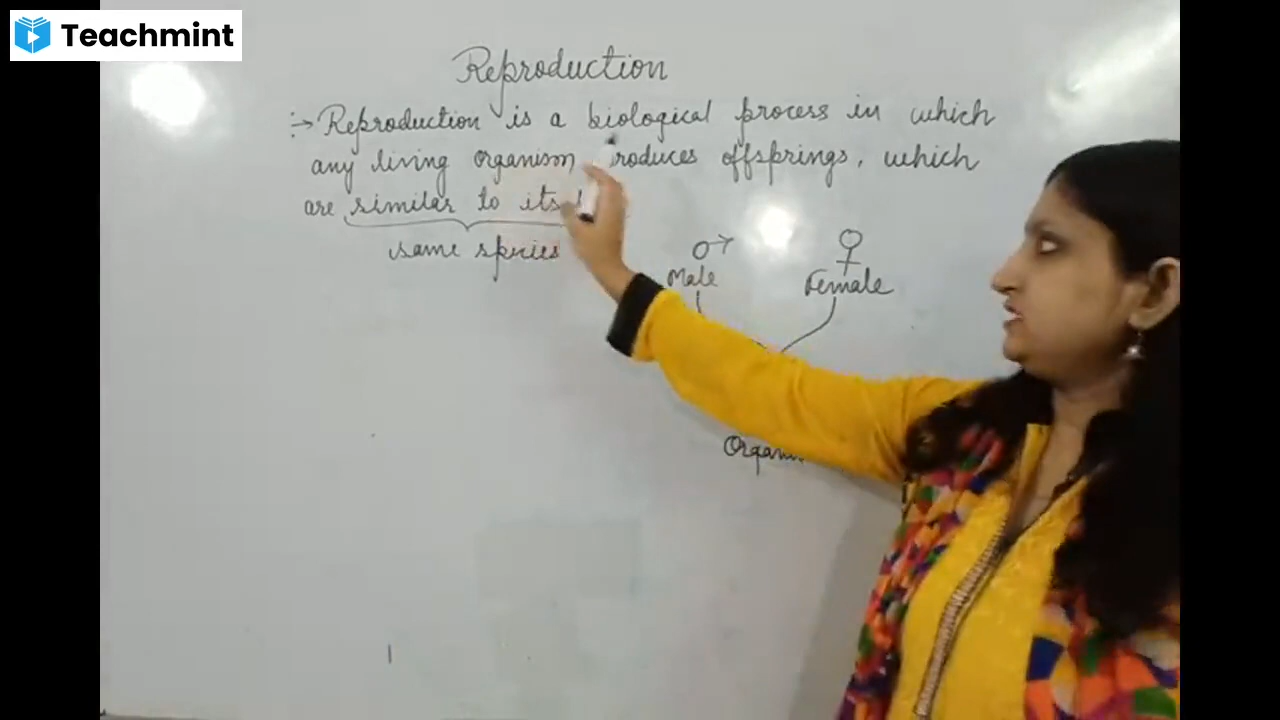 Teachmint
Reproduction
:→ Reproduction is a biological process in which
any living organism produces offsprings, which
are similar to its
same species
♂ ♀
Male Female